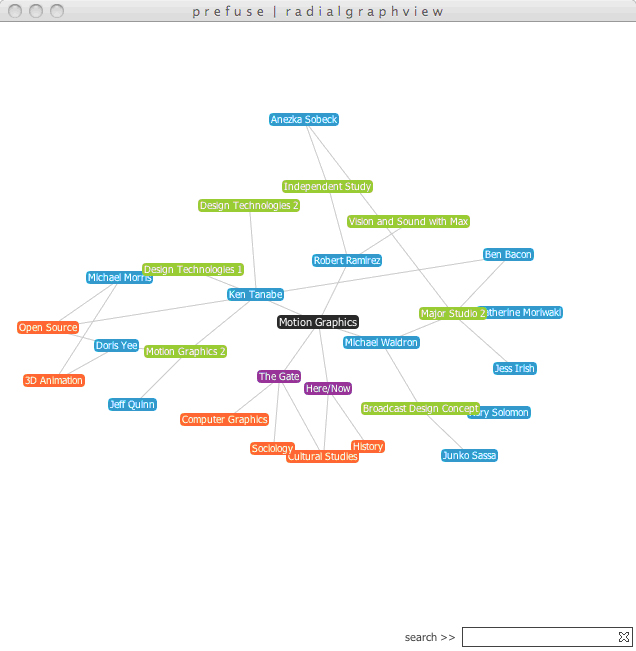 prefuse | radialgraphview
Anezka Sobeck
Independent Study
Design Technologies 2
Vision and Sound with Max
Ben Bacon
Robert Ramirez
Design Technologies 1
Michael Morris
Ken Tanabe
Major Studio 2
atherine Moriwaki
Motion Graphics
Open Source
Michael Waldron
Doris Yee
Motion Graphics 2
Jess Irish
The Gate
3D Animation
Here/Now
Jeff Quinn
Broadcast Design Concept
ary Solomon
Computer Graphics
History
Sociology
Cultural Studies
Junko Sassa
search >>